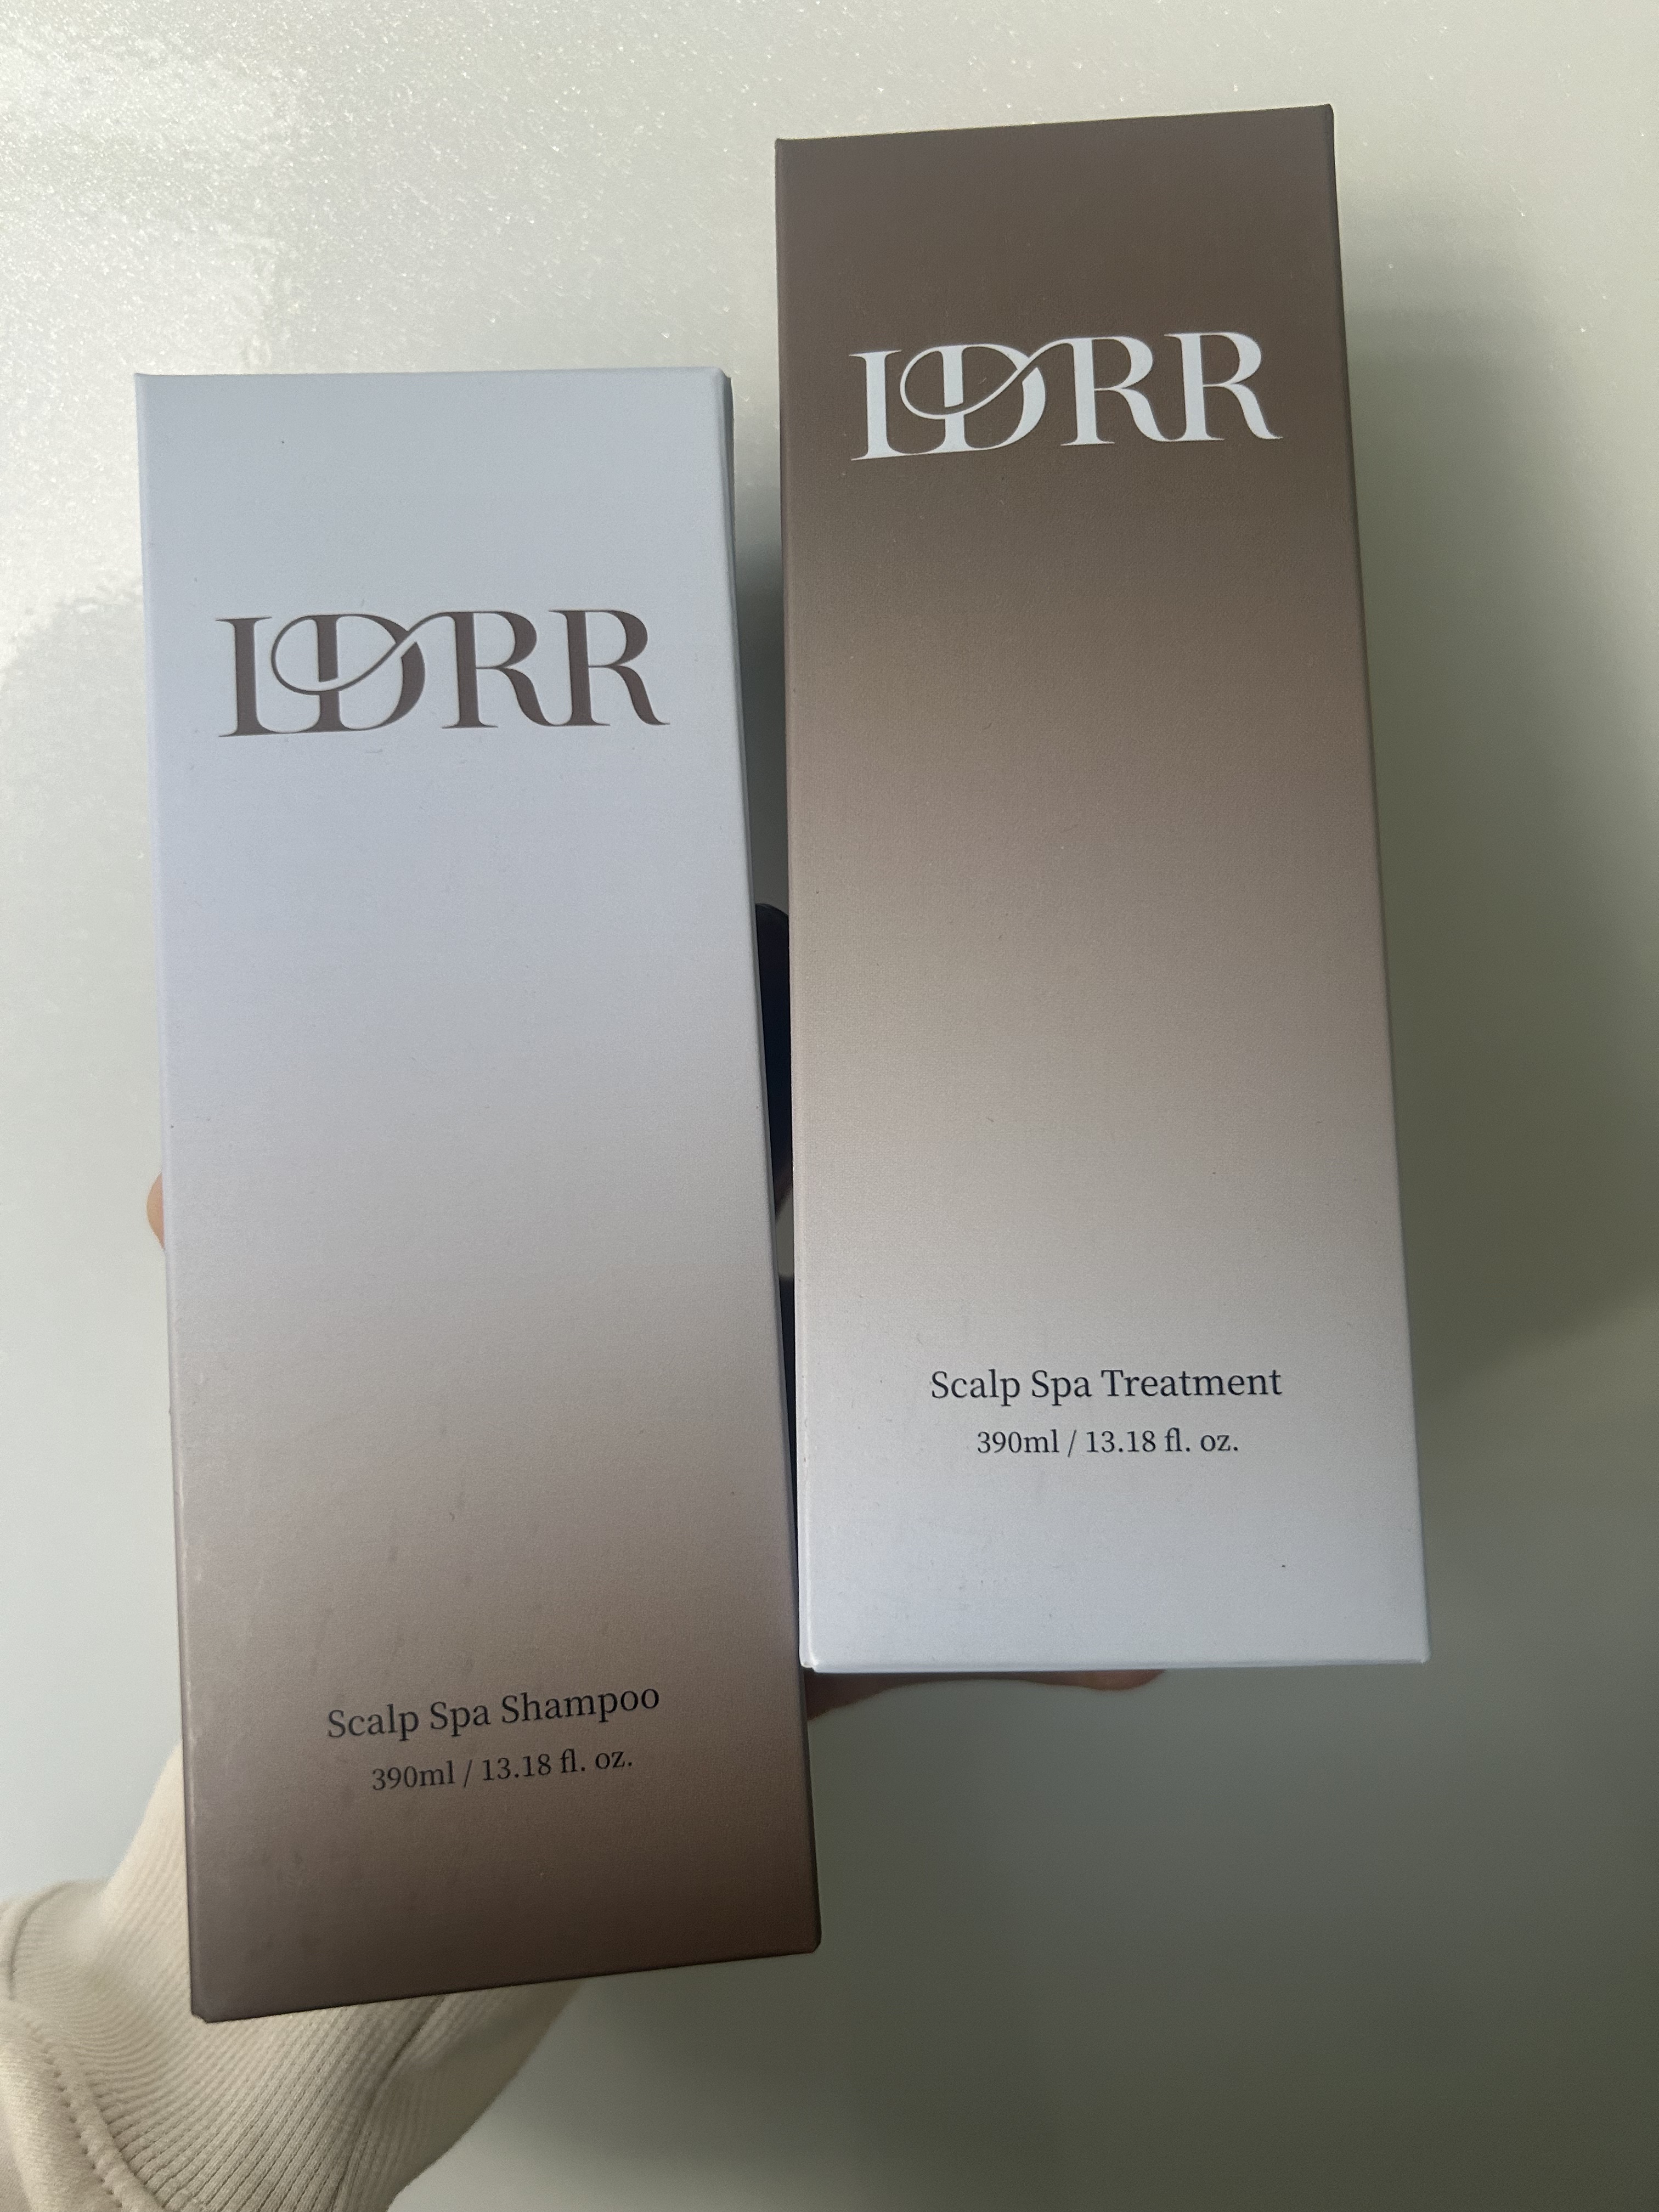 LDRR
Scalp Spa Shampoo
390ml / 13.18 fl. oz.
LDRR
Scalp Spa Treatment
390ml / 13.18 fl. oz.